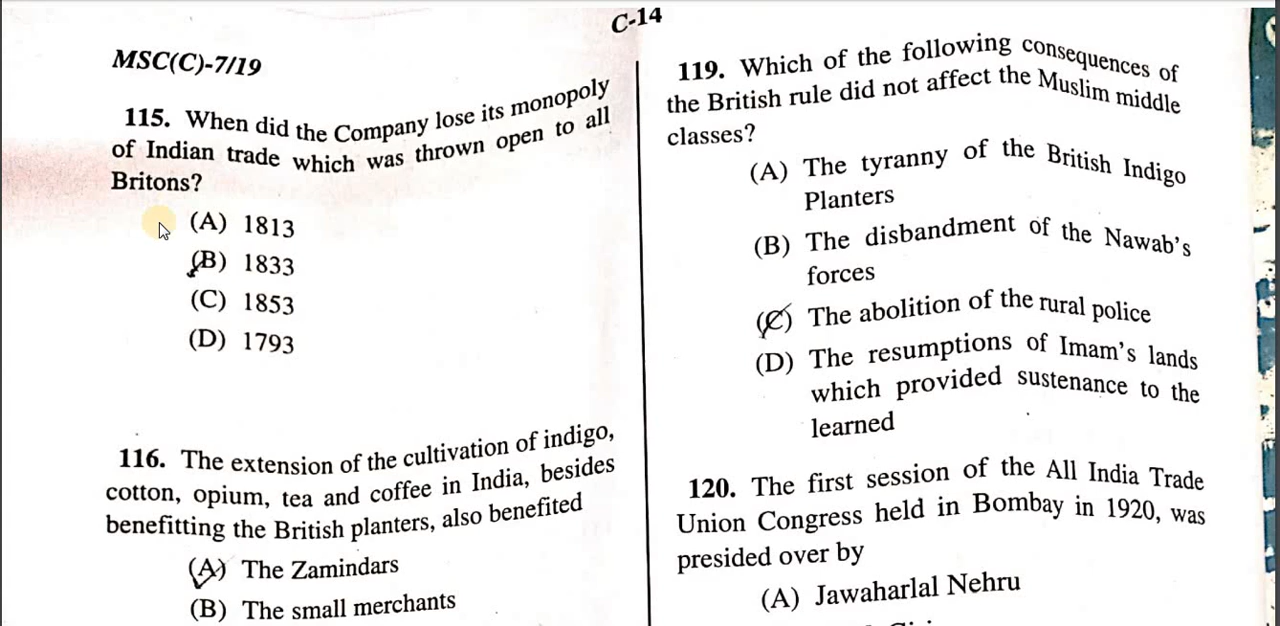 C-14
MSC(C)-7/19
115. When did the Company lose its monopoly
of Indian trade which was thrown open to all
Britons?
(A) 1813
(B) 1833
(C) 1853
(D) 1793
116. The extension of the cultivation of indigo,
cotton, opium, tea and coffee in India, besides
benefitting the British planters, also benefited
(A) The Zamindars
(B) The small merchants
119. Which of the following consequences of
the British rule did not affect the Muslim middle
classes?
(A) The tyranny of the British Indigo
Planters
(B) The disbandment of the Nawab's
forces
(C) The abolition of the rural police
(D) The resumptions of Imam's lands
which provided sustenance to the
learned
120. The first session of the All India Trade
Union Congress held in Bombay in 1920, was
presided over by
(A) Jawaharlal Nehru